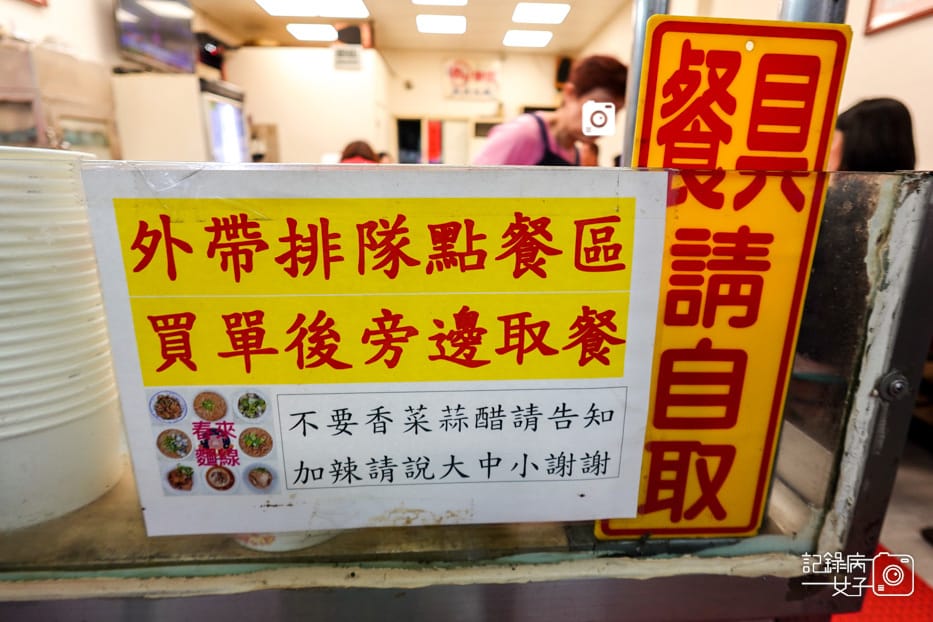 外帶排隊點餐區
買單後旁邊取餐
春來
麵線
不要香菜蒜醋請告知
加辣請說大中小謝謝
餐具
請自取
記錄病
女子